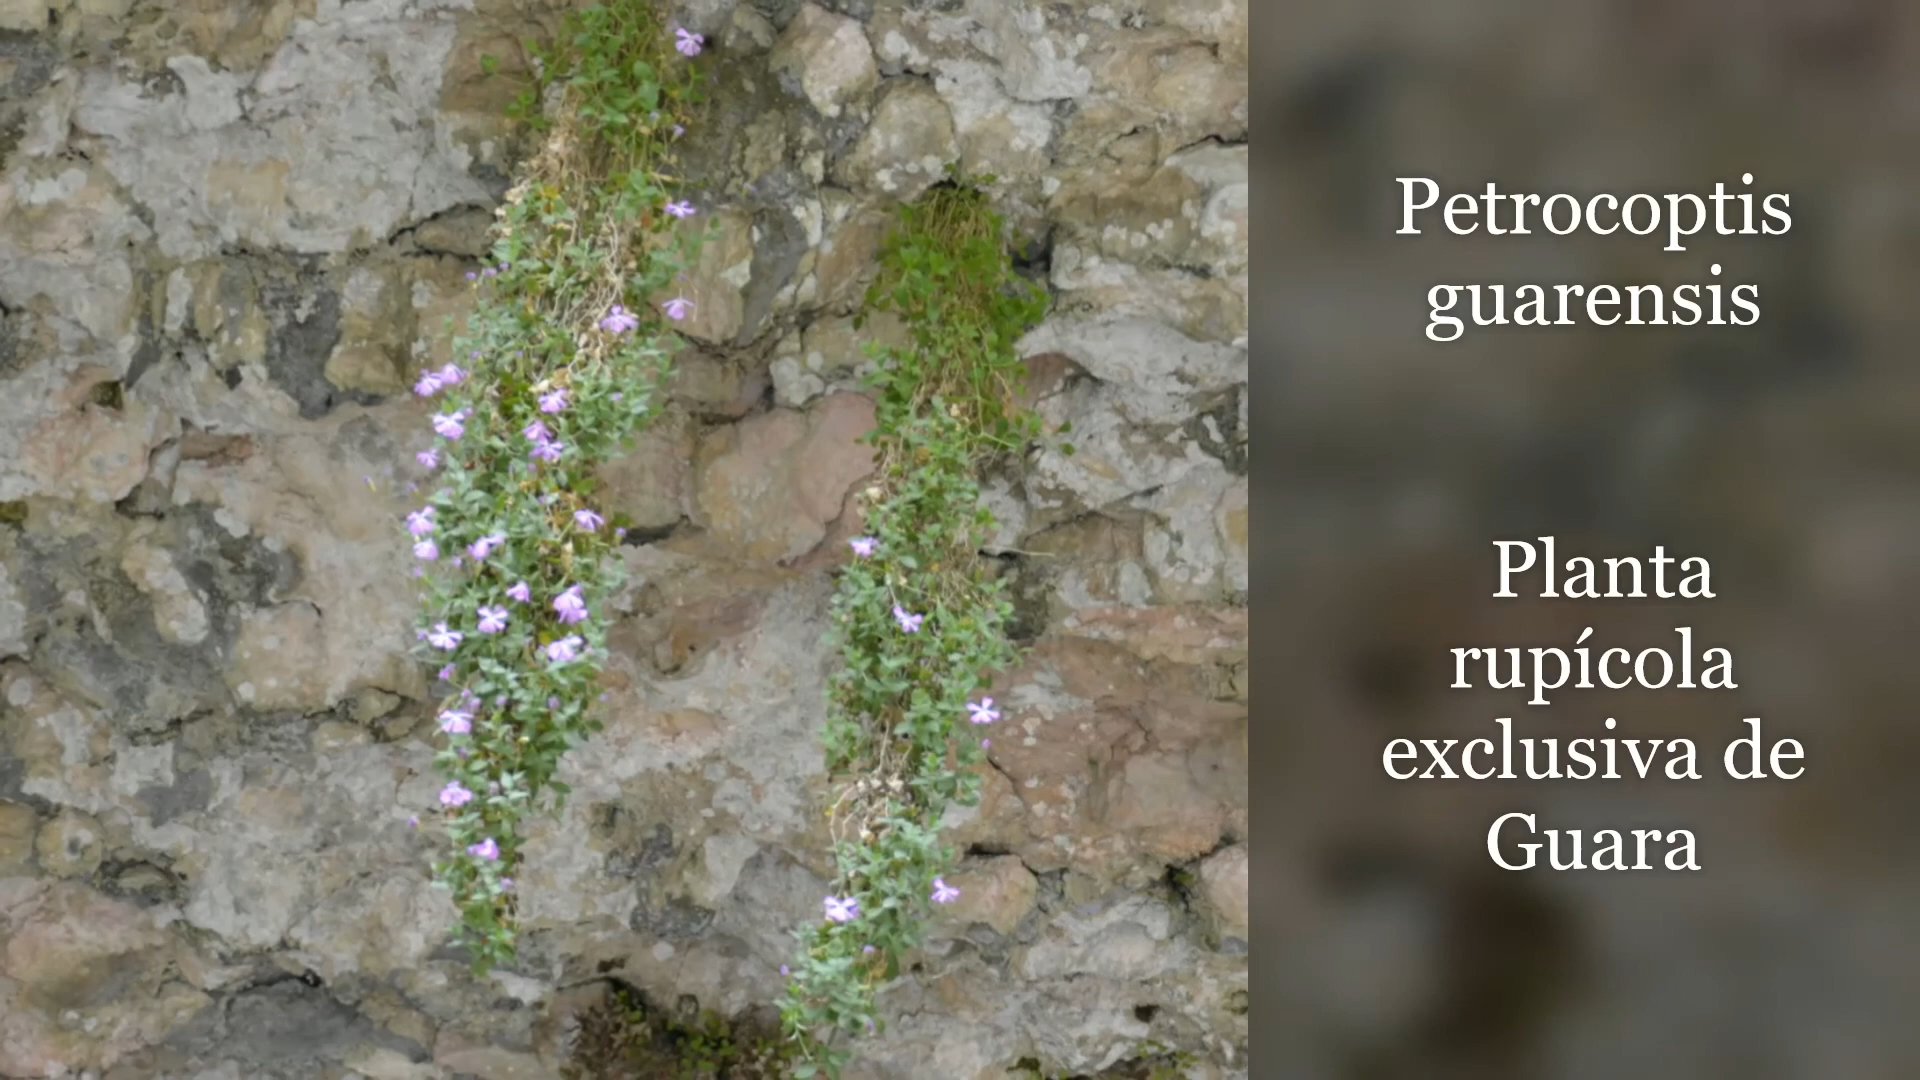 Petrocoptis
guarensis
Planta
rupícola
exclusiva de
Guara